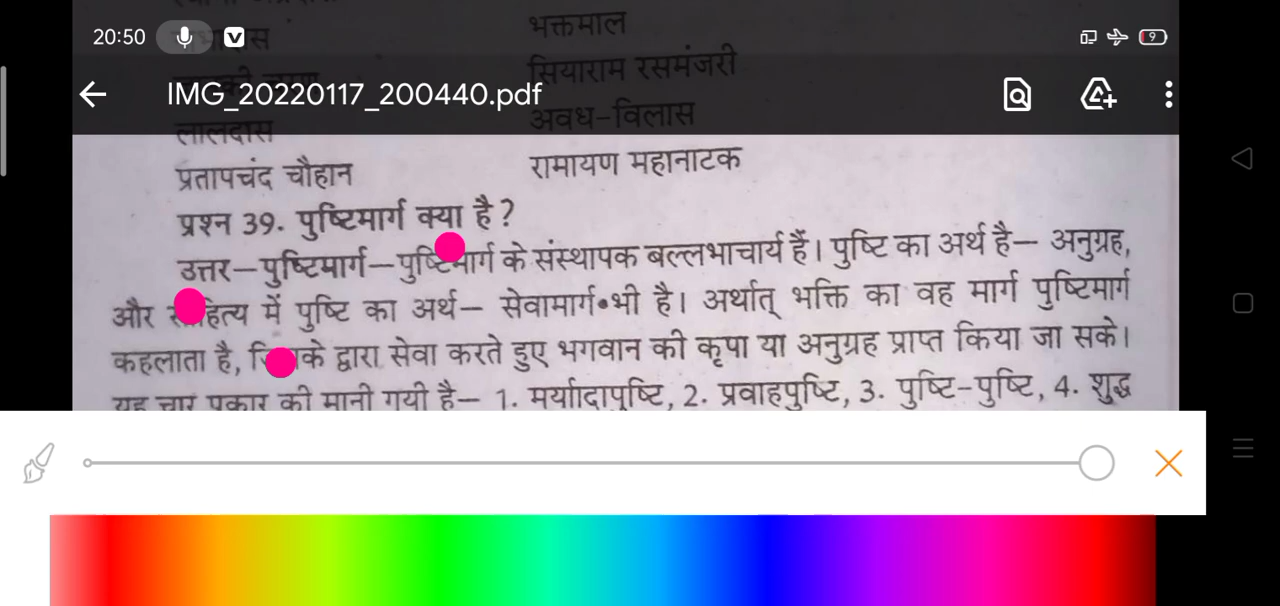 20:50
9
भक्तमाल
IMG_20220117_200440.pdf
सियाराम रसमंजरी
लालदास
अवध-विलास
प्रतापचंद चौहान
रामायण महानाटक
प्रश्न 39. पुष्टिमार्ग क्या है ?
उत्तर–पुष्टिमार्ग–पुष्टिमार्ग के संस्थापक बल्लभाचार्य हैं। पुष्टि का अर्थ है– अनुग्रह,
और साहित्य में पुष्टि का अर्थ– सेवामार्ग•भी है। अर्थात् भक्ति का वह मार्ग पुष्टिमार्ग
कहलाता है, जिसके द्वारा सेवा करते हुए भगवान की कृपा या अनुग्रह प्राप्त किया जा सके।
यह चार प्रकार की मानी गयी है– 1. मर्यादापुष्टि, 2. प्रवाहपुष्टि, 3. पुष्टि-पुष्टि, 4. शुद्ध